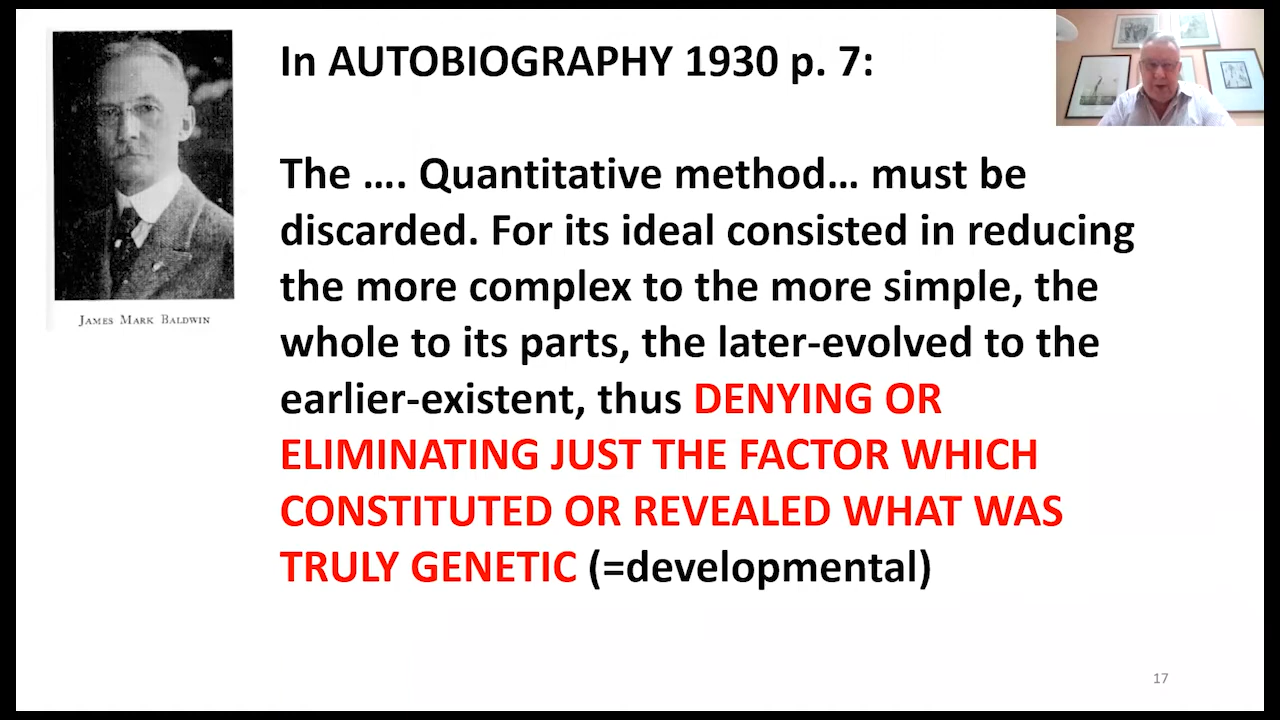 In AUTOBIOGRAPHY 1930 p. 7:
The .... Quantitative method... must be
discarded. For its ideal consisted in reducing
the more complex to the more simple, the
whole to its parts, the later-evolved to the
earlier-existent, thus DENYING OR
ELIMINATING JUST THE FACTOR WHICH
CONSTITUTED OR REVEALED WHAT WAS
TRULY GENETIC (=developmental)
JAMES MARK BALDWIN
17